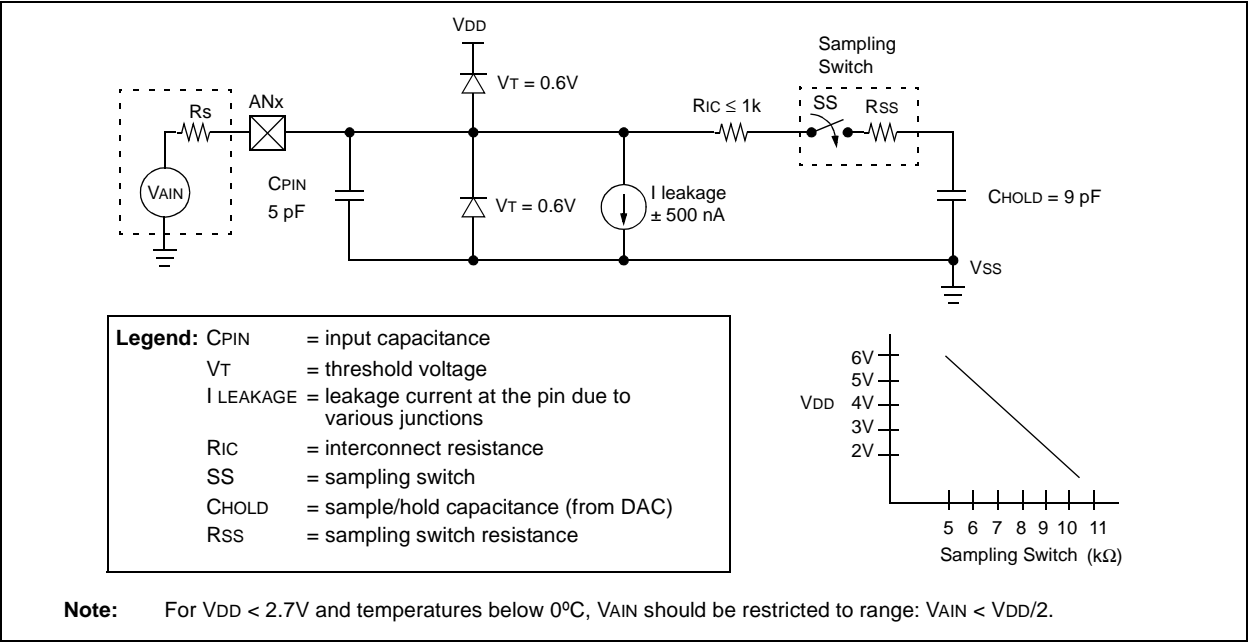 VDD
Sampling
Switch
VT = 0.6V
Rs
ANx
RIC ≤ 1k
SS
RSS
VAIN
CPIN
5 pF
VT = 0.6V
I leakage
± 500 nA
CHOLD = 9 pF
VSS
Legend: CPIN = input capacitance
VT = threshold voltage
I LEAKAGE = leakage current at the pin due to
various junctions
RIC = interconnect resistance
SS = sampling switch
CHOLD = sample/hold capacitance (from DAC)
RSS = sampling switch resistance
6V
5V
VDD 4V
3V
2V
5 6 7 8 9 10 11
Sampling Switch (kΩ)
Note: For VDD < 2.7V and temperatures below 0ºC, VAIN should be restricted to range: VAIN < VDD/2.